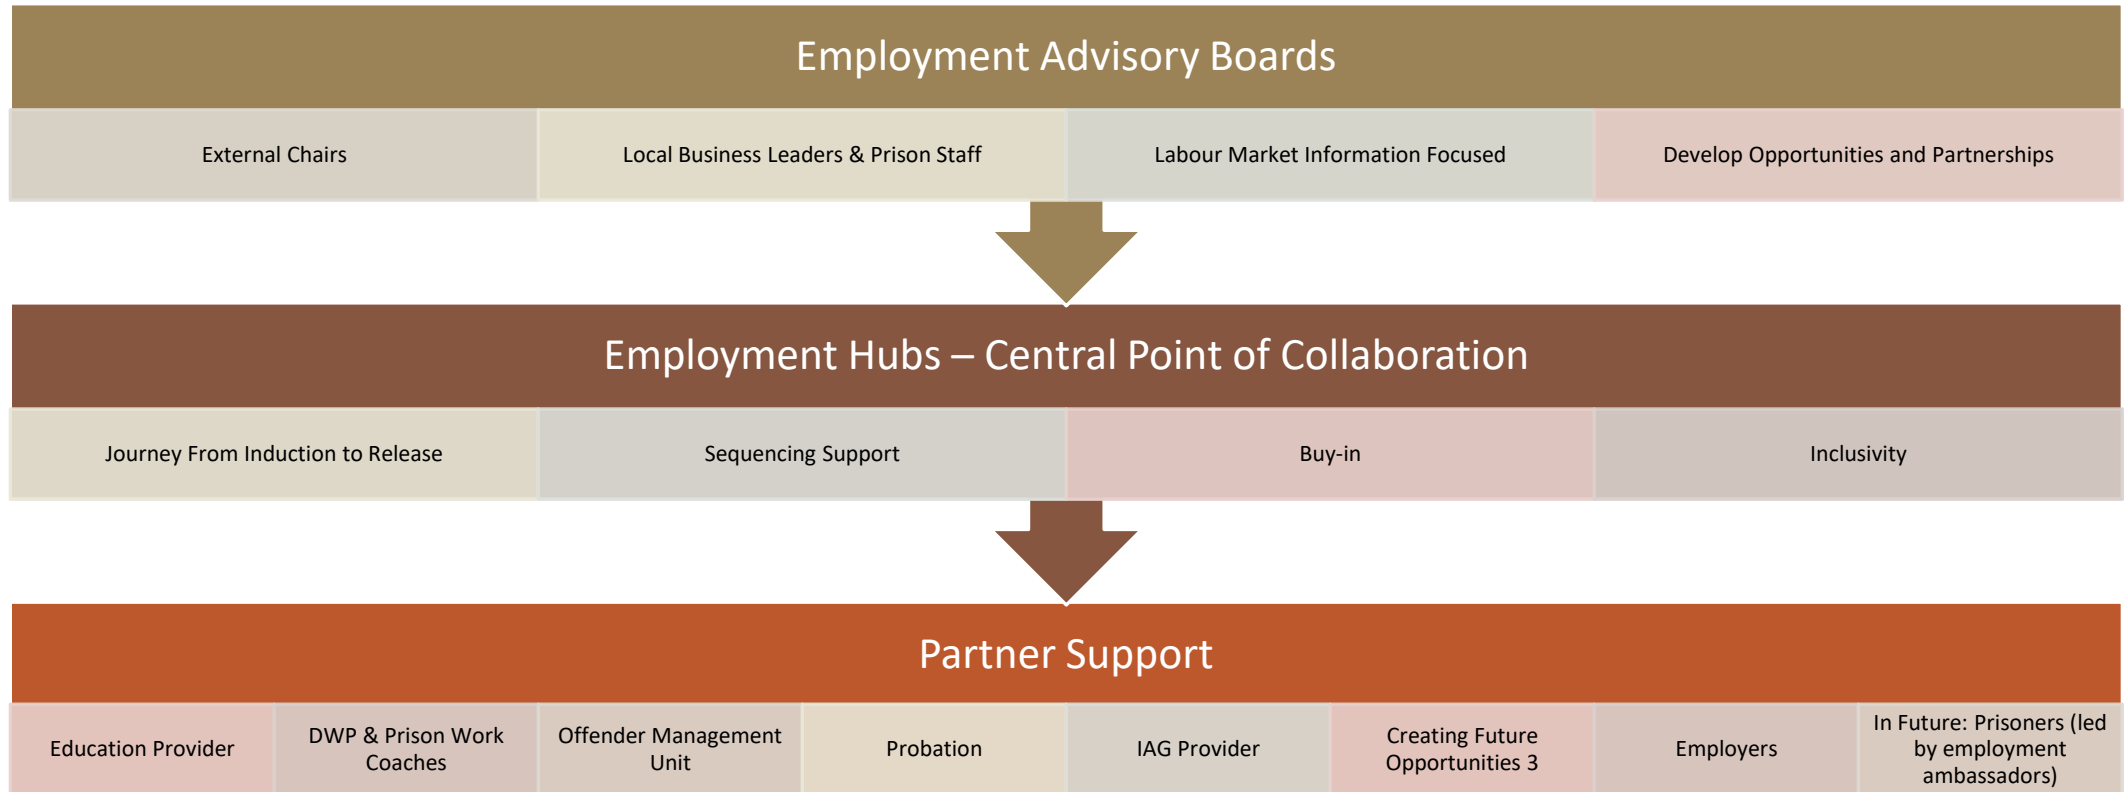 Employment Advisory Boards
External Chairs
Local Business Leaders & Prison Staff
Labour Market Information Focused
Develop Opportunities and Partnerships
Employment Hubs – Central Point of Collaboration
Journey From Induction to Release
Sequencing Support
Buy-in
Inclusivity
Partner Support
Education Provider
DWP & Prison Work
Coaches
Offender Management
Unit
Probation
IAG Provider
Creating Future
Opportunities 3
Employers
In Future: Prisoners (led
by employment
ambassadors)